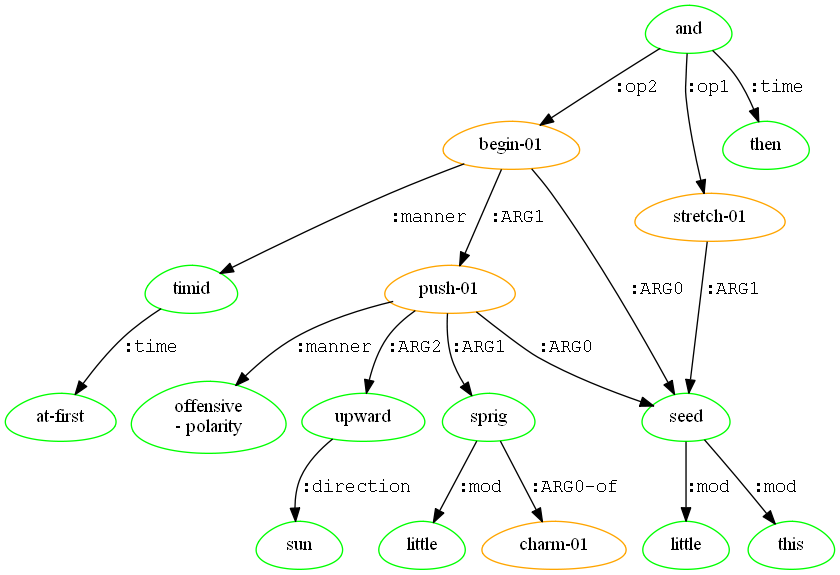 and
:op2
:op1
:time
begin-01
then
stretch-01
:manner
:ARG1
timid
push-01
:ARG0
:ARG1
:time
:manner
:ARG2
:ARG1
:ARG0
at-first
offensive
- polarity
upward
sprig
seed
:direction
:mod
:ARG0-of
:mod
:mod
sun
little
charm-01
little
this